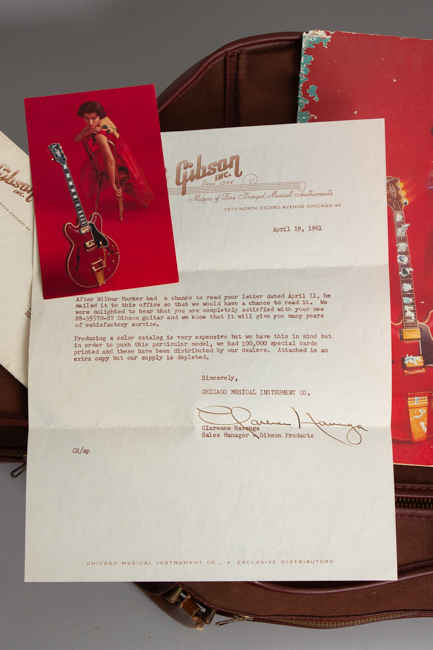 Gibson
INC.
Since 1894
Makers of Fine Stringed Musical Instruments
7373 NORTH CICERO AVENUE • CHICAGO 46
April 19, 1961
After Wilbur Marker had a chance to read your letter dated April 11, he
mailed it to this office so that we would have a chance to read it. We
were delighted to hear that you are completely satisfied with your new
ES-355TD-SV Gibson guitar and we know that it will give you many years
of satisfactory service.
Producing a color catalog is very expensive but we have this in mind but
in order to push this particular model, we had 100,000 special cards
printed and these have been distributed by our dealers. Attached is an
extra copy but our supply is depleted.
Sincerely,
CHICAGO MUSICAL INSTRUMENT CO.
Clarence Havenga
Clarence Havenga
Sales Manager - Gibson Products
CH/ap
CHICAGO MUSICAL INSTRUMENT CO., • EXCLUSIVE DISTRIBUTORS